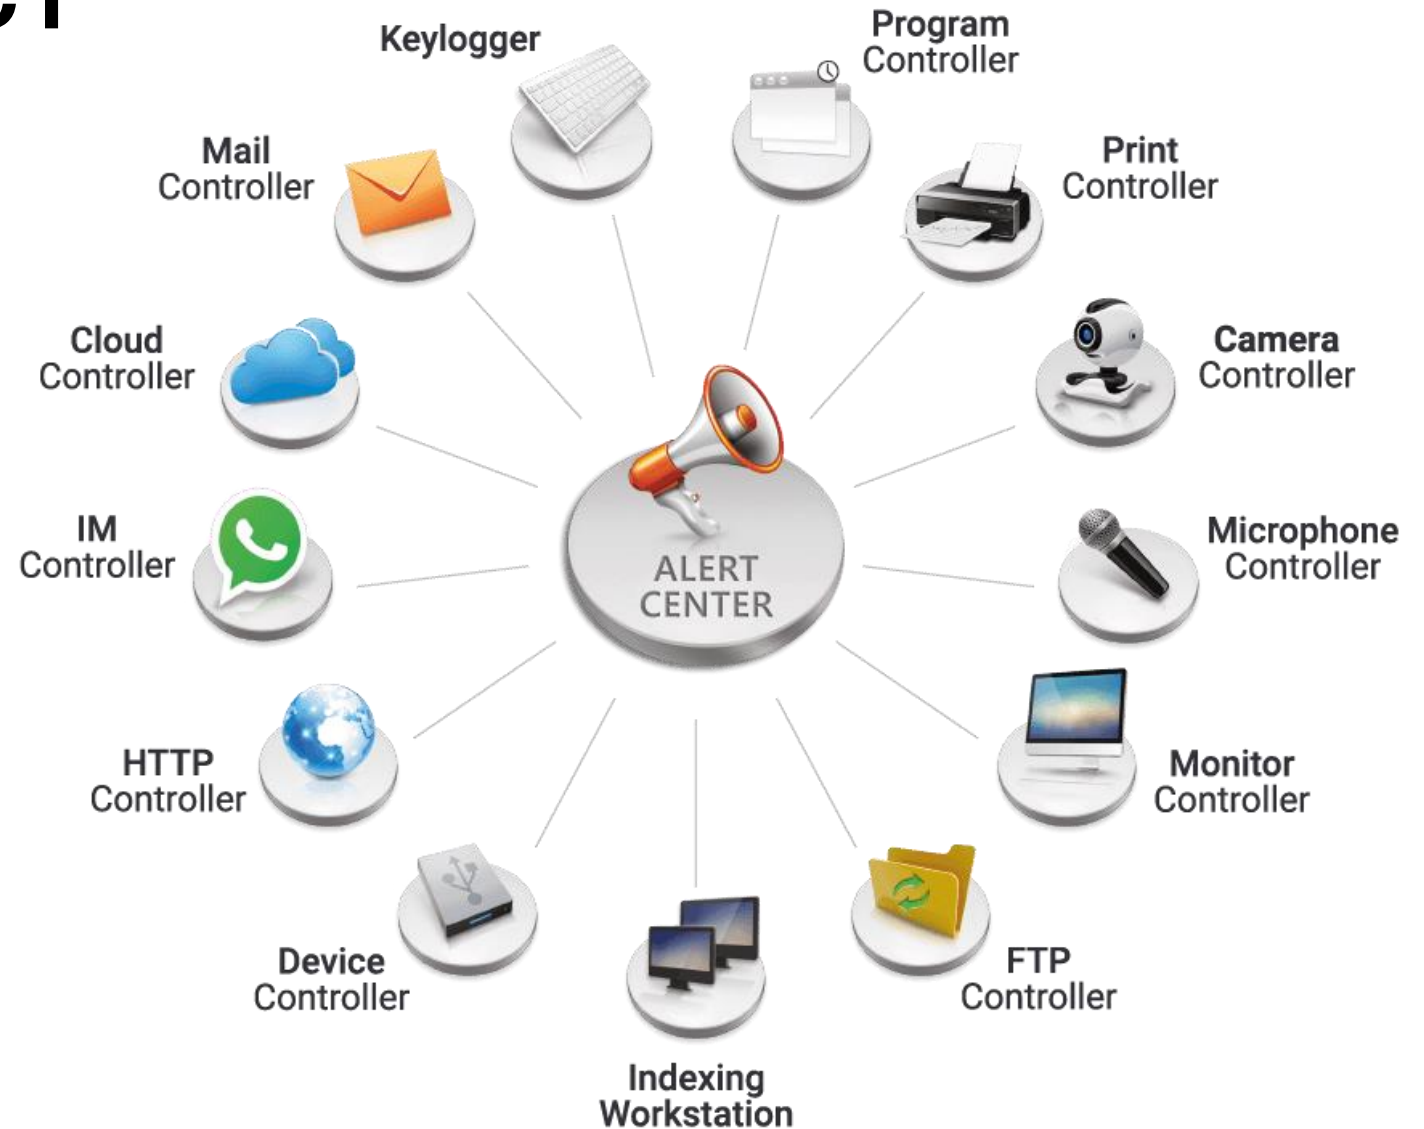 Keylogger
Program
Controller
Mail
Controller
Print
Controller
Cloud
Controller
Camera
Controller
IM
Controller
Microphone
Controller
ALERT
CENTER
HTTP
Controller
Monitor
Controller
Device
Controller
FTP
Controller
Indexing
Workstation